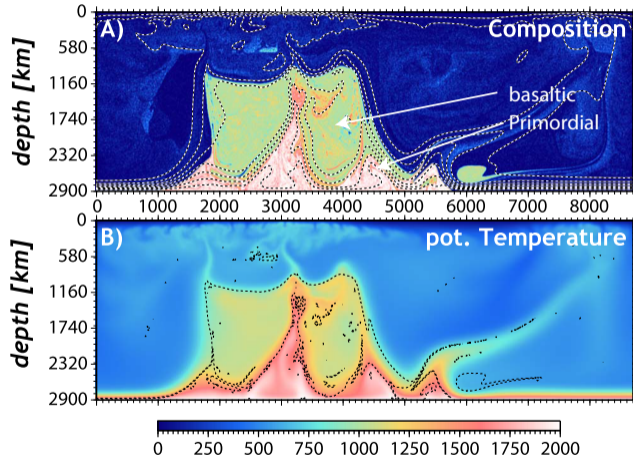 A) Composition
0
580
1160
1740
2320
2900
depth [km]
basaltic
Primordial
0 1000 2000 3000 4000 5000 6000 7000 8000
B) pot. Temperature
0
580
1160
1740
2320
2900
depth [km]
0 250 500 750 1000 1250 1500 1750 2000